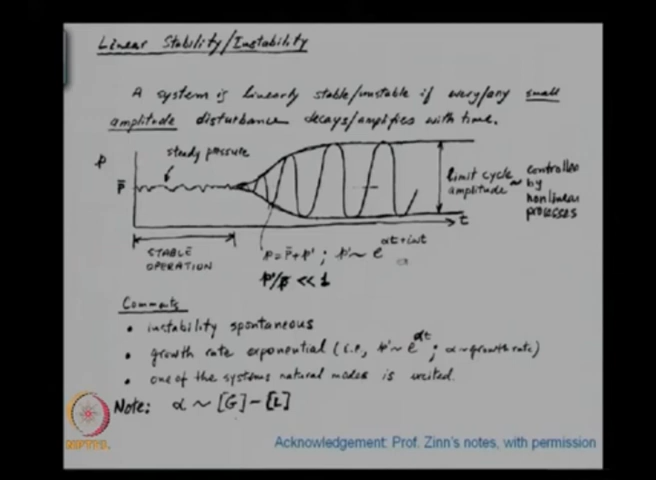 Linear Stability/Instability
A system is linearly stable/unstable if every/any small
amplitude disturbance decays/amplifies with time.
p
steady pressure
p̄
limit cycle ~ controlled
amplitude by
nonlinear
processes
t
STABLE
OPERATION
p = p̄ + p'; p' ~ e^αt+iωt
p'/p̄ << 1
Comments
• instability spontaneous
• growth rate exponential (i.e., p' ~ e^αt; α ~ growth rate)
• one of the systems natural modes is excited.
Note: α ~ [G] - [L]
NPTEL
Acknowledgement: Prof. Zinn's notes, with permission